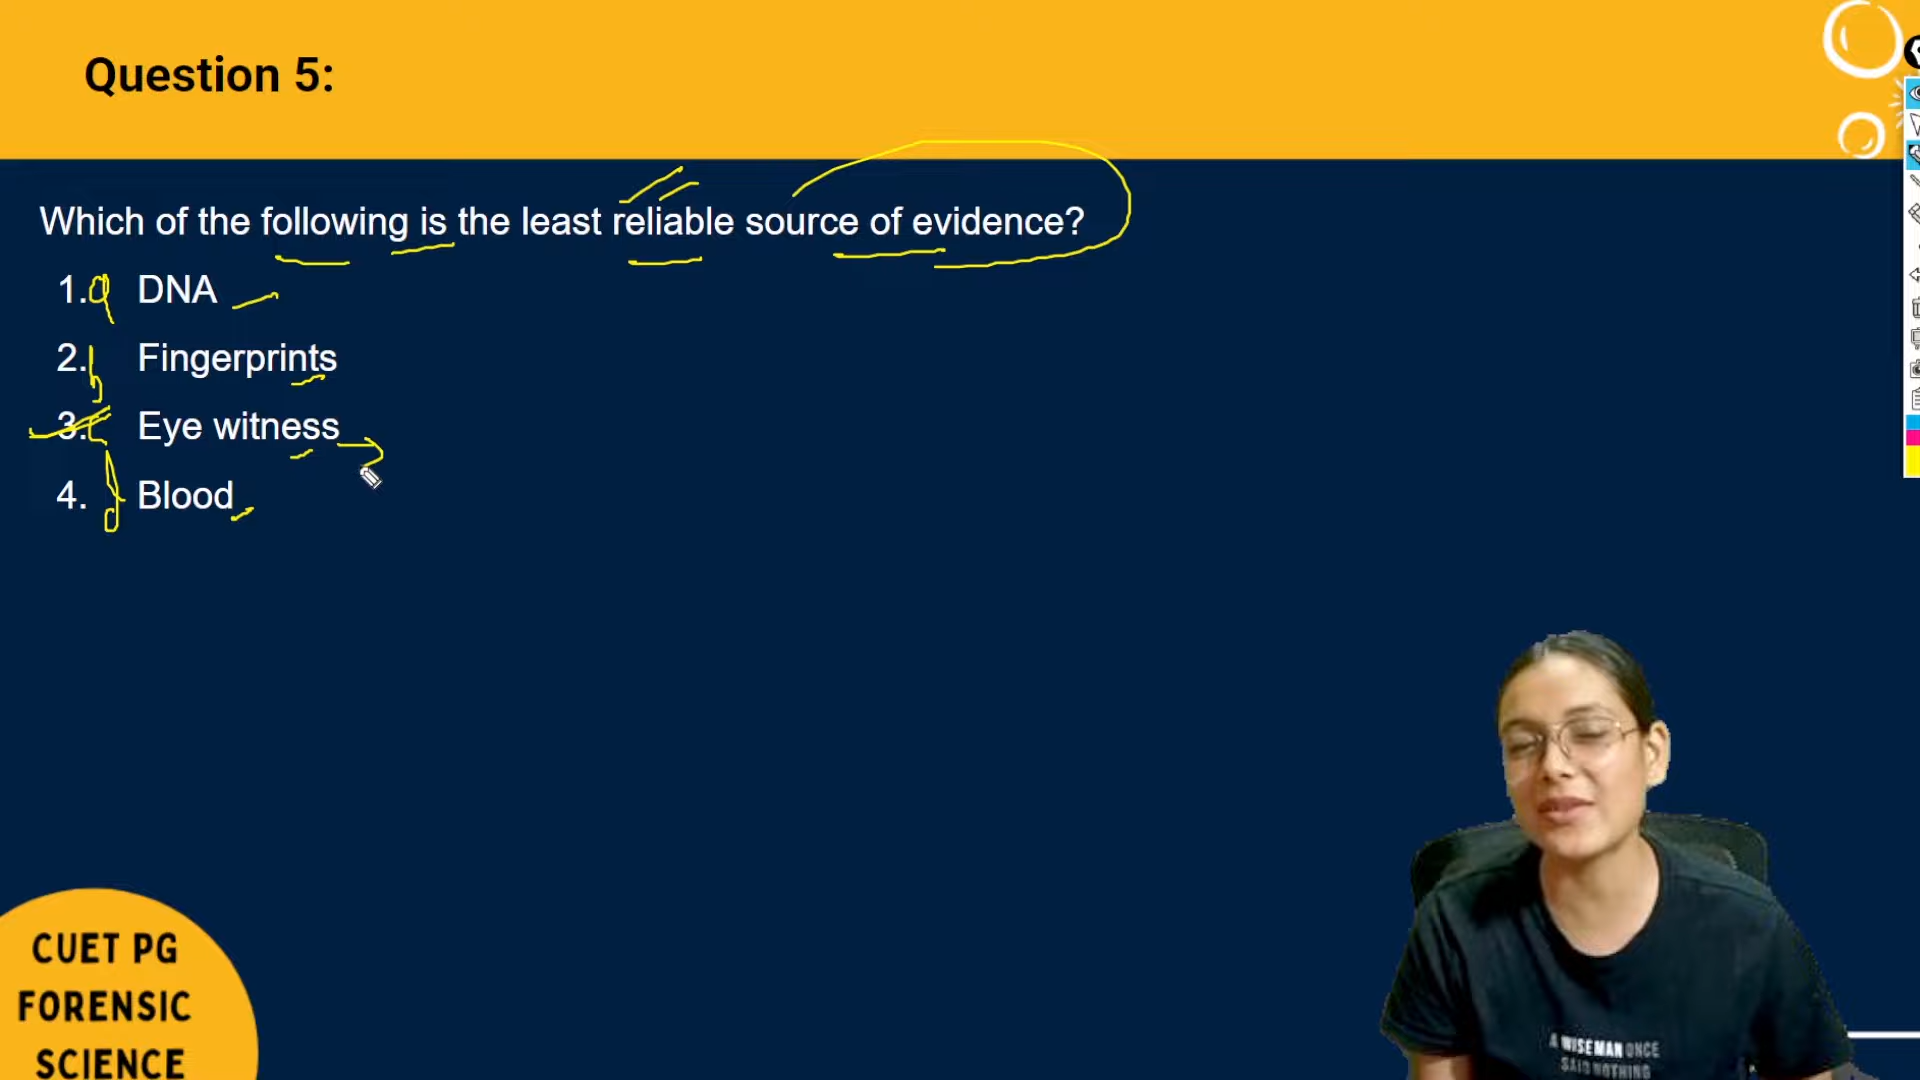 Question 5:
Which of the following is the least reliable source of evidence?
1. a DNA
2. b Fingerprints
3. c Eye witness
4. d Blood
CUET PG
FORENSIC
SCIENCE
A WISEMAN ONCE
SAID NOTHING